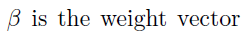 β is the weight vector